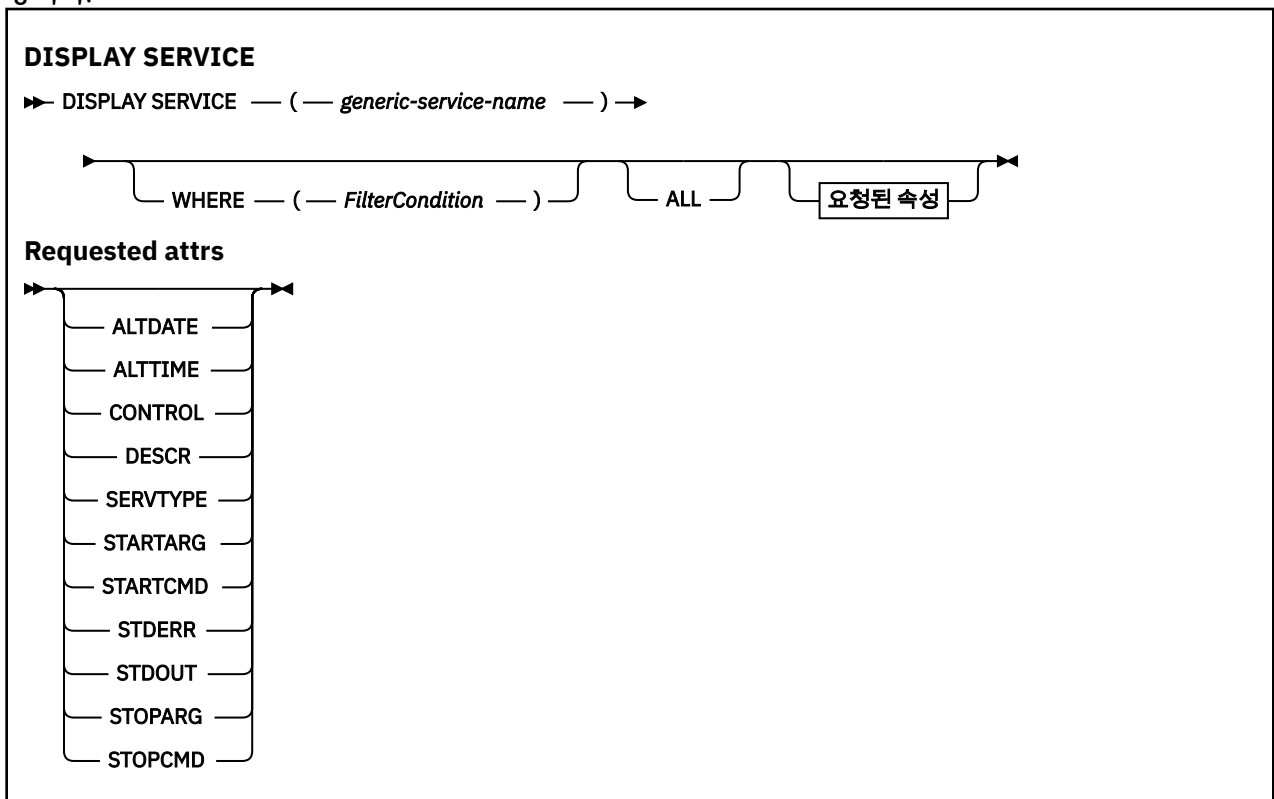 DISPLAY SERVICE
DISPLAY SERVICE ( generic-service-name )
WHERE ( FilterCondition ) ALL 요청된 속성
Requested attrs
ALTDATE
ALTTIME
CONTROL
DESCR
SERVTYPE
STARTARG
STARTCMD
STDERR
STDOUT
STOPARG
STOPCMD